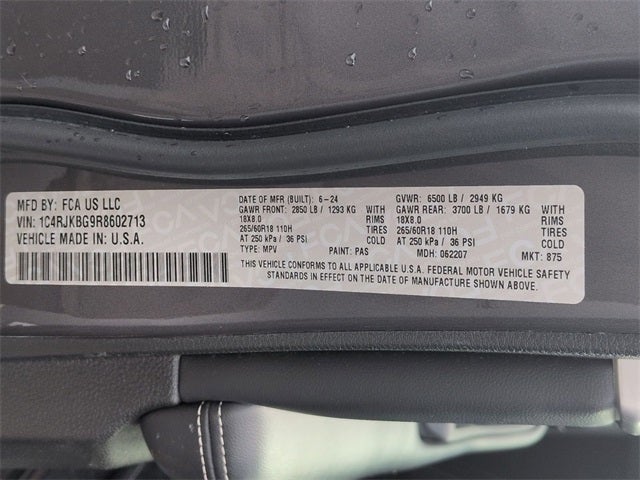 MFD BY: FCA US LLC
VIN: 1C4RJKBG9R8602713
VEHICLE MADE IN: U.S.A.
DATE OF MFR (BUILT): 6-24 GVWR: 6500 LB / 2949 KG
GAWR FRONT: 2850 LB / 1293 KG WITH GAWR REAR: 3700 LB / 1679 KG WITH
18X8.0 RIMS 18X8.0 RIMS
265/60R18 110H TIRES 265/60R18 110H TIRES
AT 250 kPa / 36 PSI COLD AT 250 kPa / 36 PSI COLD
TYPE: MPV PAINT: PAS MDH: 062207 MKT: 875
THIS VEHICLE CONFORMS TO ALL APPLICABLE U.S.A. FEDERAL MOTOR VEHICLE SAFETY
STANDARDS IN EFFECT ON THE DATE OF MANUFACTURE SHOWN ABOVE.